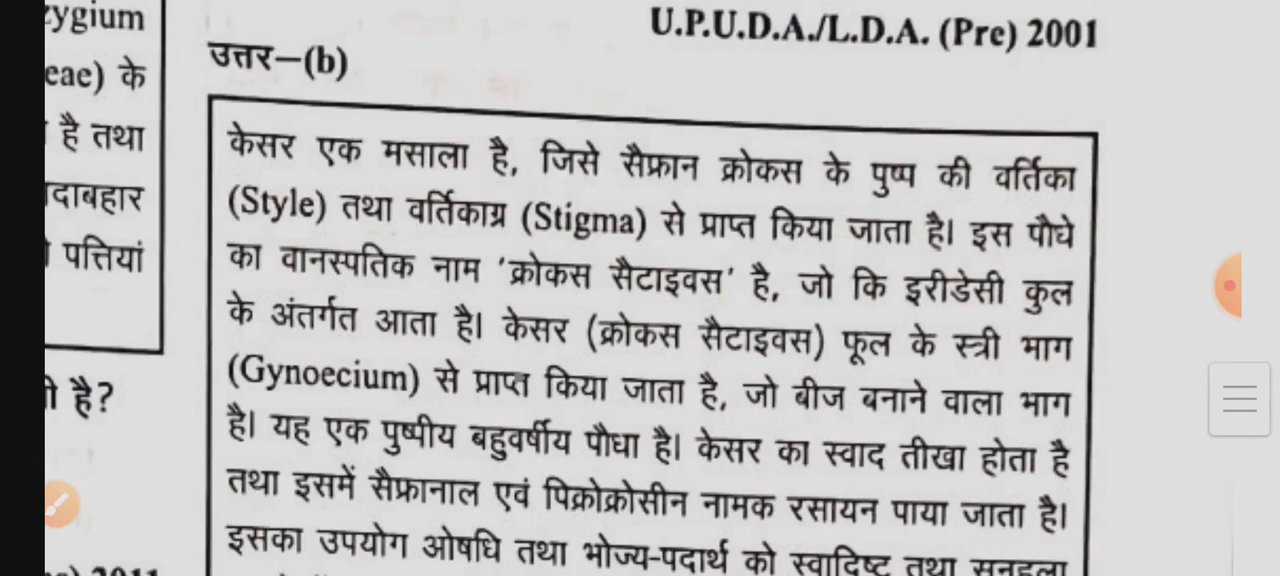 zygium
eae) के
है तथा
दाबहार
पत्तियां
है?
U.P.U.D.A./L.D.A. (Pre) 2001
उत्तर–(b)
केसर एक मसाला है, जिसे सैफ्रान क्रोकस के पुष्प की वर्तिका
(Style) तथा वर्तिकाग्र (Stigma) से प्राप्त किया जाता है। इस पौधे
का वानस्पतिक नाम 'क्रोकस सैटाइवस' है, जो कि इरीडेसी कुल
के अंतर्गत आता है। केसर (क्रोकस सैटाइवस) फूल के स्त्री भाग
(Gynoecium) से प्राप्त किया जाता है, जो बीज बनाने वाला भाग
है। यह एक पुष्पीय बहुवर्षीय पौधा है। केसर का स्वाद तीखा होता है
तथा इसमें सैफ्रानाल एवं पिक्रोक्रोसीन नामक रसायन पाया जाता है।
इसका उपयोग ओषधि तथा भोज्य-पदार्थ को स्वादिष्ट तथा सुनहला